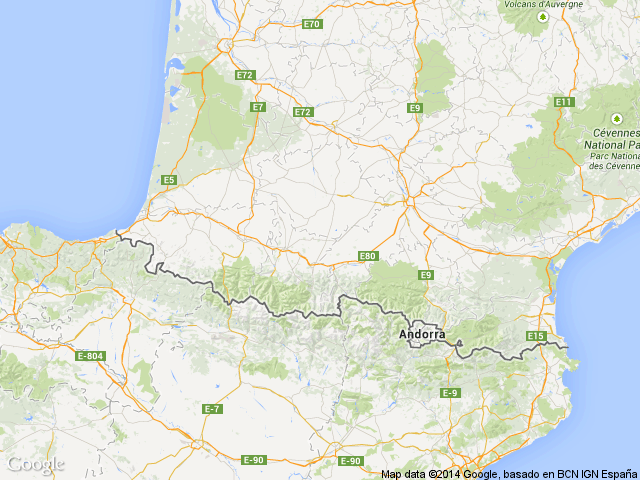 Volcans d'Auvergne
E70
E72
E7
E72
E9
E11
Cévennes
National Pa
Parc Nationa
des Cévenne
E5
E80
E9
Andorra
E15
E-804
E-9
E-7
E-90
E-90
Google
Map data ©2014 Google, basado en BCN IGN España